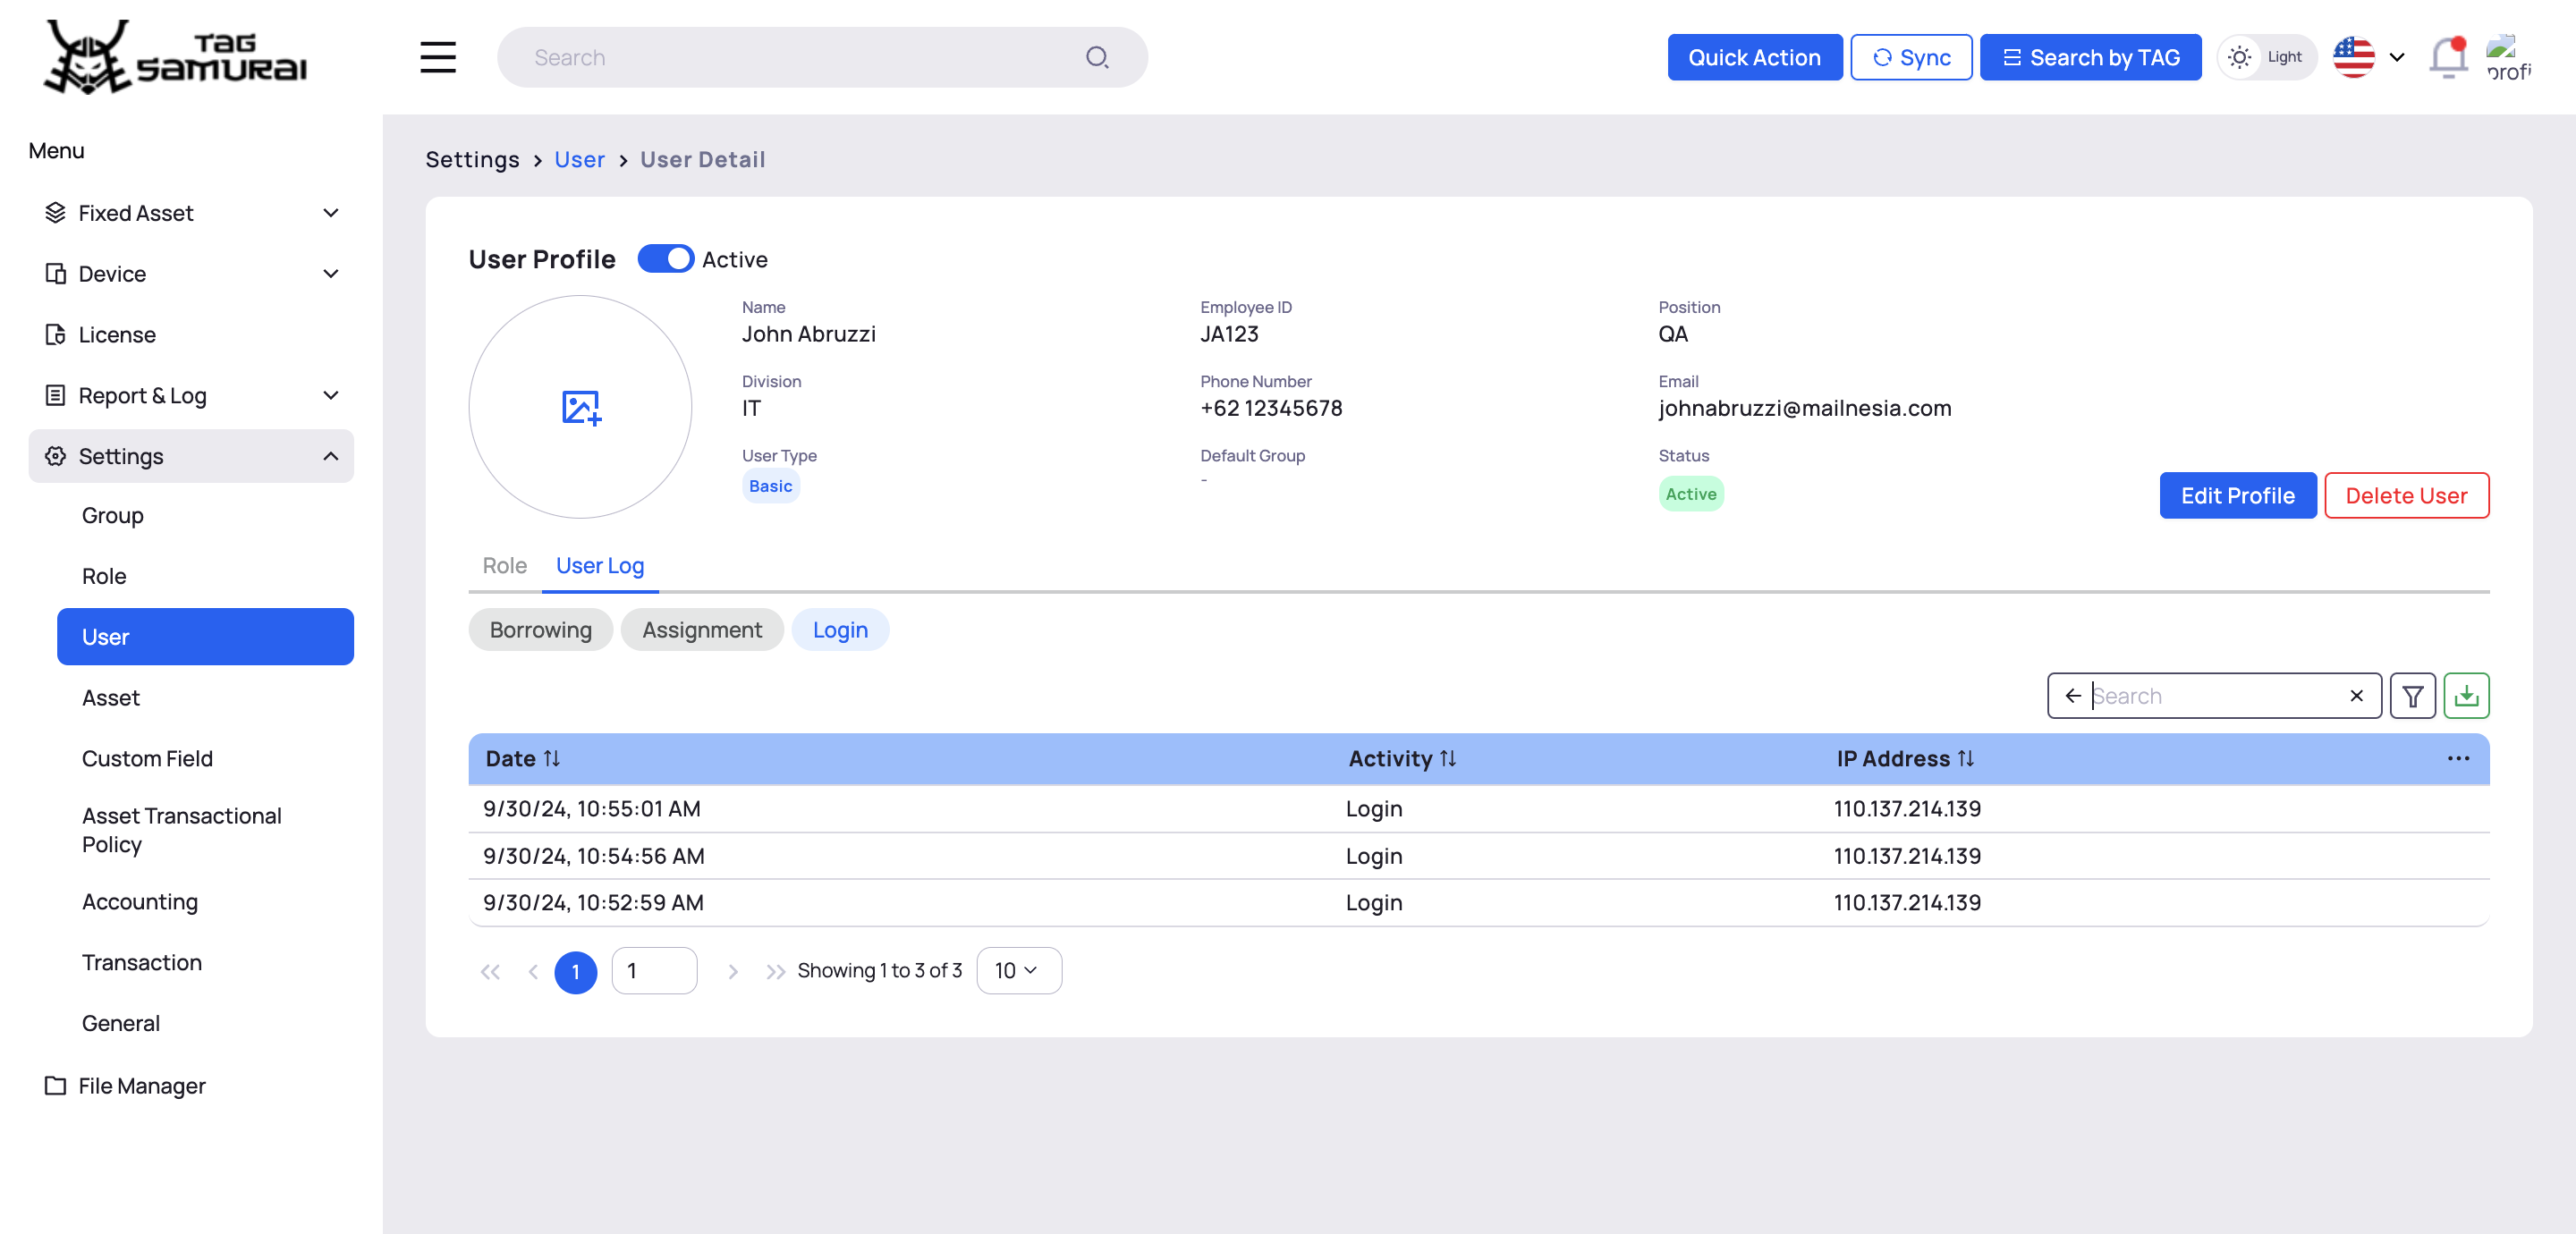 TAG
SAMURAI
Search
Quick Action
Sync
Search by TAG
Light
profi
Menu
Fixed Asset
Device
License
Report & Log
Settings
Group
Role
User
Asset
Custom Field
Asset Transactional
Policy
Accounting
Transaction
General
File Manager
Settings > User > User Detail
User Profile Active
Name
John Abruzzi
Employee ID
JA123
Position
QA
Division
IT
Phone Number
+62 12345678
Email
johnabruzzi@mailnesia.com
User Type
Basic
Default Group
-
Status
Active
Edit Profile
Delete User
Role User Log
Borrowing Assignment Login
Search
Date Activity IP Address
9/30/24, 10:55:01 AM Login 110.137.214.139
9/30/24, 10:54:56 AM Login 110.137.214.139
9/30/24, 10:52:59 AM Login 110.137.214.139
1 1 Showing 1 to 3 of 3 10